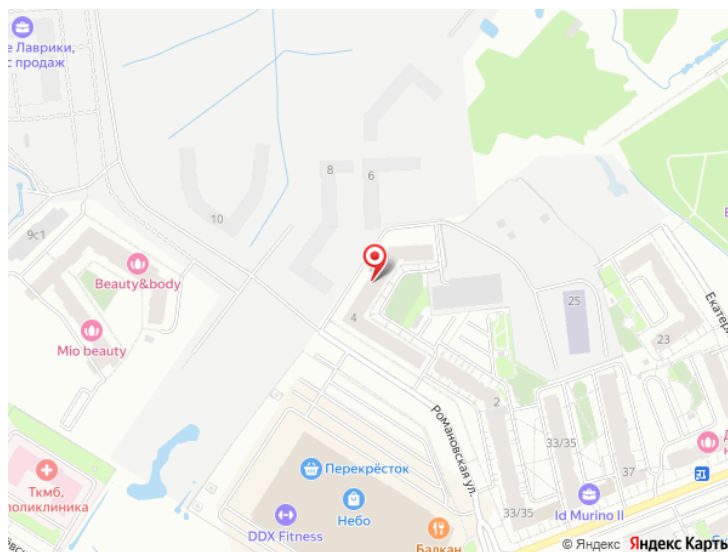 е Лаврики,
с продаж
8
6
10
9с1
Beauty&body
Mio beauty
4
25
23
Екатер
2
33/35
Романовская ул.
37
33/35
Id Murino II
Перекрёсток
Небо
DDX Fitness
Балкан
Ткмб,
поликлиника
© Яндекс Яндекс Карты